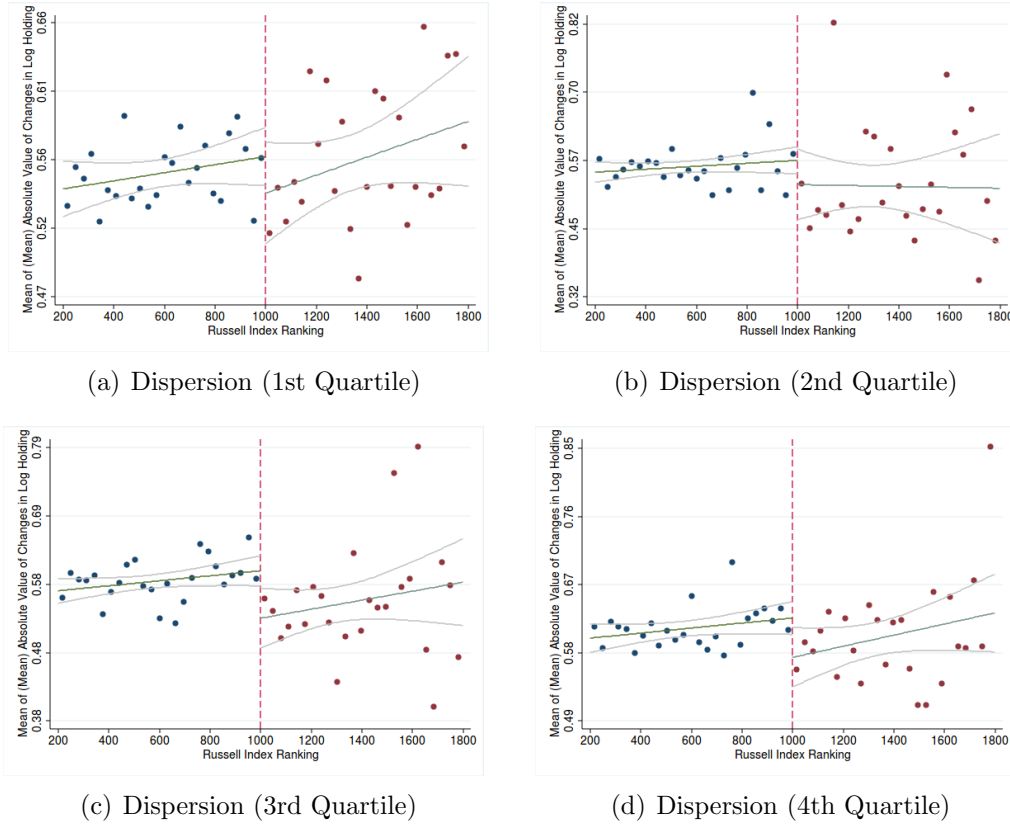 Mean of (Mean) Absolute Value of Changes in Log Holding
0.66
0.61
0.56
0.52
0.47
200 400 600 800 1000 1200 1400 1600 1800
Russell Index Ranking
(a) Dispersion (1st Quartile)
Mean of (Mean) Absolute Value of Changes in Log Holding
0.82
0.70
0.57
0.45
0.32
200 400 600 800 1000 1200 1400 1600 1800
Russell Index Ranking
(b) Dispersion (2nd Quartile)
Mean of (Mean) Absolute Value of Changes in Log Holding
0.79
0.69
0.58
0.48
0.38
200 400 600 800 1000 1200 1400 1600 1800
Russell Index Ranking
(c) Dispersion (3rd Quartile)
Mean of (Mean) Absolute Value of Changes in Log Holding
0.85
0.76
0.67
0.58
0.49
200 400 600 800 1000 1200 1400 1600 1800
Russell Index Ranking
(d) Dispersion (4th Quartile)